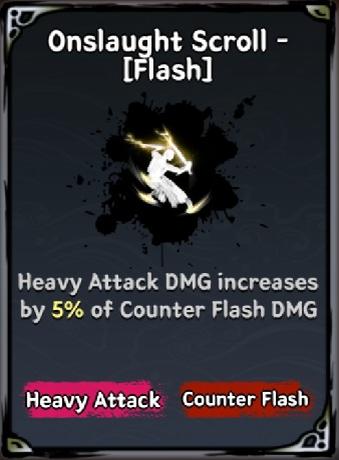 Onslaught Scroll -
[Flash]
Heavy Attack DMG increases
by 5% of Counter Flash DMG
Heavy Attack
Counter Flash